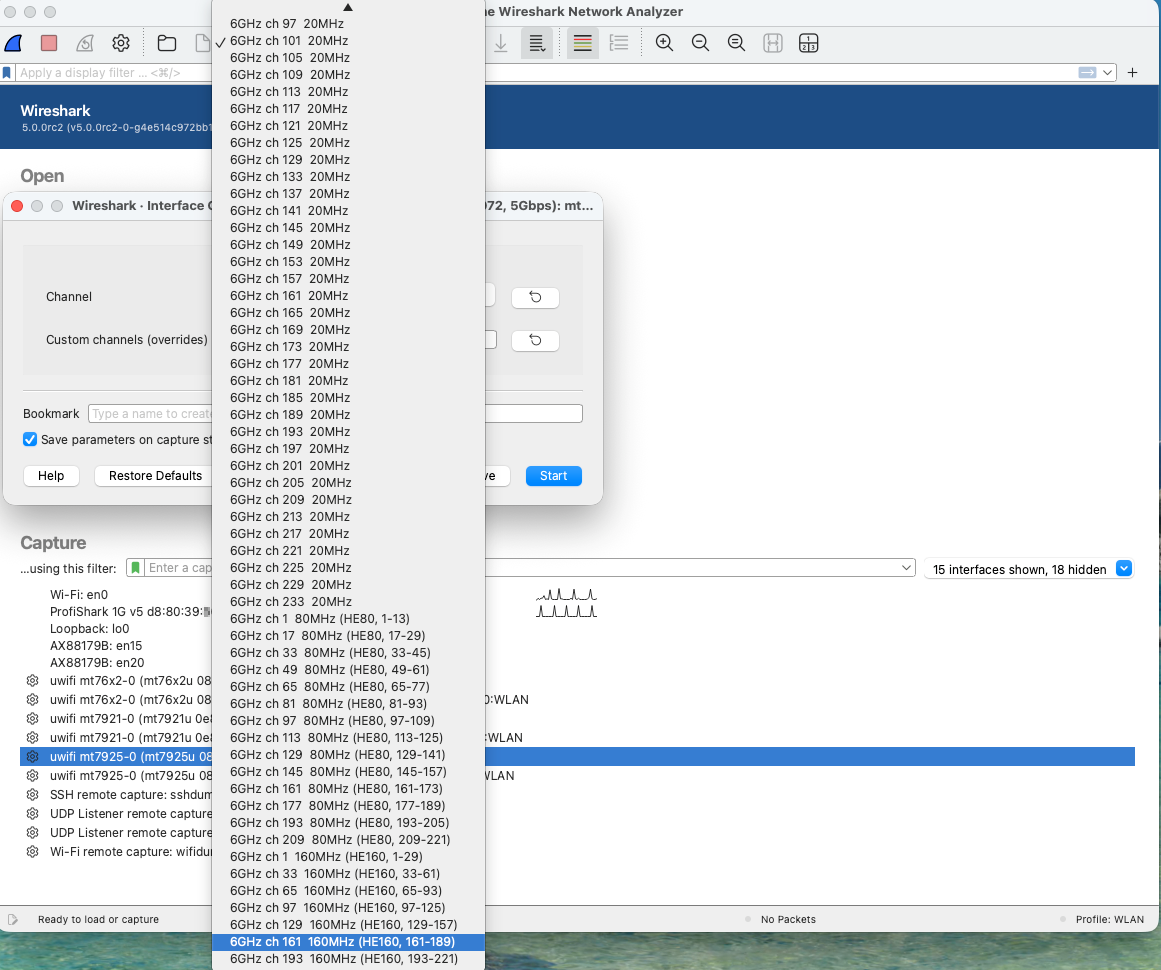 he Wireshark Network Analyzer
Apply a display filter ... <⌘/>
Wireshark
5.0.0rc2 (v5.0.0rc2-0-g4e514c972bb1
Open
Wireshark · Interface
972, 5Gbps): mt...
Channel
Custom channels (overrides)
Bookmark
Type a name to create
Save parameters on capture st
Help
Restore Defaults
ve
Start
6GHz ch 97 20MHz
✓ 6GHz ch 101 20MHz
6GHz ch 105 20MHz
6GHz ch 109 20MHz
6GHz ch 113 20MHz
6GHz ch 117 20MHz
6GHz ch 121 20MHz
6GHz ch 125 20MHz
6GHz ch 129 20MHz
6GHz ch 133 20MHz
6GHz ch 137 20MHz
6GHz ch 141 20MHz
6GHz ch 145 20MHz
6GHz ch 149 20MHz
6GHz ch 153 20MHz
6GHz ch 157 20MHz
6GHz ch 161 20MHz
6GHz ch 165 20MHz
6GHz ch 169 20MHz
6GHz ch 173 20MHz
6GHz ch 177 20MHz
6GHz ch 181 20MHz
6GHz ch 185 20MHz
6GHz ch 189 20MHz
6GHz ch 193 20MHz
6GHz ch 197 20MHz
6GHz ch 201 20MHz
6GHz ch 205 20MHz
6GHz ch 209 20MHz
6GHz ch 213 20MHz
6GHz ch 217 20MHz
6GHz ch 221 20MHz
6GHz ch 225 20MHz
6GHz ch 229 20MHz
6GHz ch 233 20MHz
6GHz ch 1 80MHz (HE80, 1-13)
6GHz ch 17 80MHz (HE80, 17-29)
6GHz ch 33 80MHz (HE80, 33-45)
6GHz ch 49 80MHz (HE80, 49-61)
6GHz ch 65 80MHz (HE80, 65-77)
6GHz ch 81 80MHz (HE80, 81-93)
6GHz ch 97 80MHz (HE80, 97-109)
6GHz ch 113 80MHz (HE80, 113-125)
6GHz ch 129 80MHz (HE80, 129-141)
6GHz ch 145 80MHz (HE80, 145-157)
6GHz ch 161 80MHz (HE80, 161-173)
6GHz ch 177 80MHz (HE80, 177-189)
6GHz ch 193 80MHz (HE80, 193-205)
6GHz ch 209 80MHz (HE80, 209-221)
6GHz ch 1 160MHz (HE160, 1-29)
6GHz ch 33 160MHz (HE160, 33-61)
6GHz ch 65 160MHz (HE160, 65-93)
6GHz ch 97 160MHz (HE160, 97-125)
6GHz ch 129 160MHz (HE160, 129-157)
6GHz ch 161 160MHz (HE160, 161-189)
6GHz ch 193 160MHz (HE160, 193-221)
Capture
...using this filter:
Enter a cap
15 interfaces shown, 18 hidden
Wi-Fi: en0
ProfiShark 1G v5 d8:80:39:
Loopback: lo0
AX88179B: en15
AX88179B: en20
uwifi mt76x2-0 (mt76x2u 08
uwifi mt76x2-0 (mt76x2u 08
0:WLAN
uwifi mt7921-0 (mt7921u 0e8
uwifi mt7921-0 (mt7921u 0e8
:WLAN
uwifi mt7925-0 (mt7925u 08
uwifi mt7925-0 (mt7925u 08
WLAN
SSH remote capture: sshdum
UDP Listener remote capture
UDP Listener remote capture
Wi-Fi remote capture: wifidun
Ready to load or capture
No Packets
Profile: WLAN